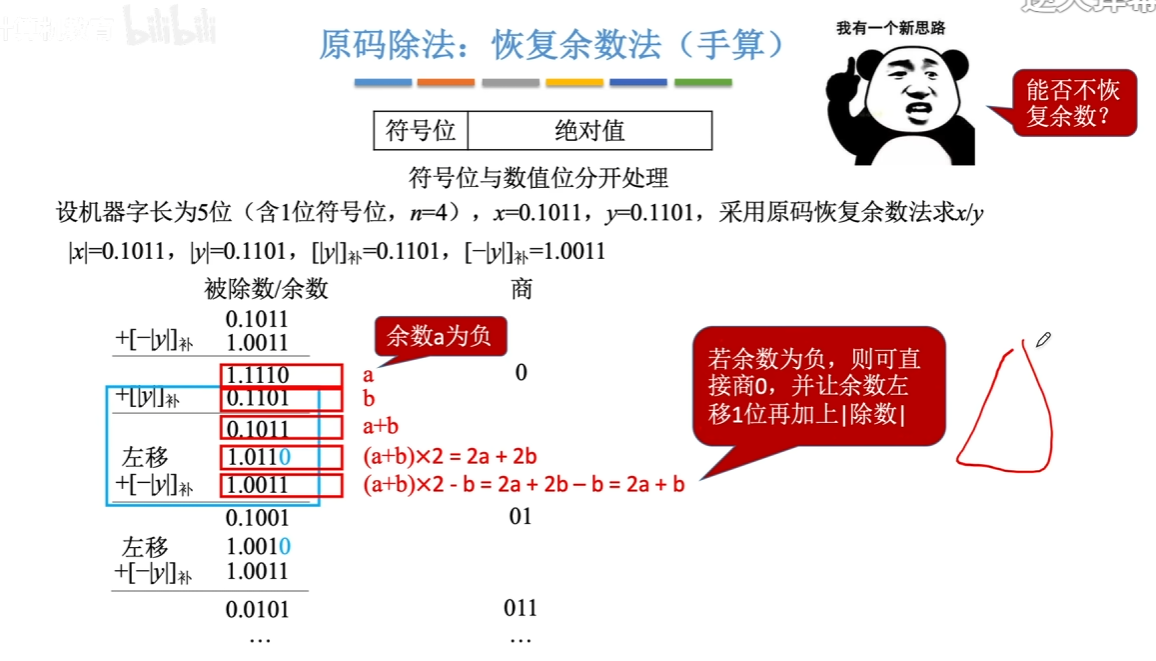 bilibili
我有一个新思路
原码除法：恢复余数法（手算）
能否不恢
复余数？
符号位 绝对值
符号位与数值位分开处理
设机器字长为5位（含1位符号位，n=4），x=0.1011，y=0.1101，采用原码恢复余数法求x/y
|x|=0.1011，|y|=0.1101，[|y|]补=0.1101，[−|y|]补=1.0011
被除数/余数 商
0.1011
+[−|y|]补 1.0011
余数a为负
1.1110 a 0
+[|y|]补 0.1101 b
0.1011 a+b
左移 1.0110 (a+b)×2 = 2a + 2b
+[−|y|]补 1.0011 (a+b)×2 - b = 2a + 2b – b = 2a + b
若余数为负，则可直
接商0，并让余数左
移1位再加上|除数|
0.1001 01
左移 1.0010
+[−|y|]补 1.0011
0.0101 011
… …